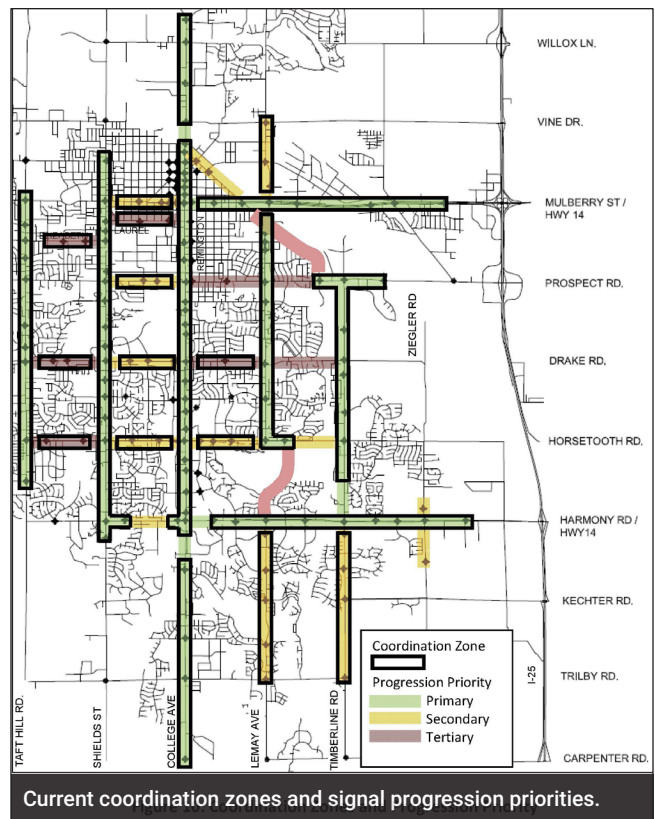 WILLOX LN.
VINE DR.
MULBERRY ST /
HWY 14
LAUREL
REMINGTON
PROSPECT RD.
ZIEGLER RD
DRAKE RD.
HORSETOOTH RD.
HARMONY RD /
HWY14
KECHTER RD.
TRILBY RD.
I-25
CARPENTER RD.
TAFT HILL RD.
SHIELDS ST
COLLEGE AVE
LEMAY AVE
TIMBERLINE RD.
Coordination Zone
Progression Priority
Primary
Secondary
Tertiary
Current coordination zones and signal progression priorities.